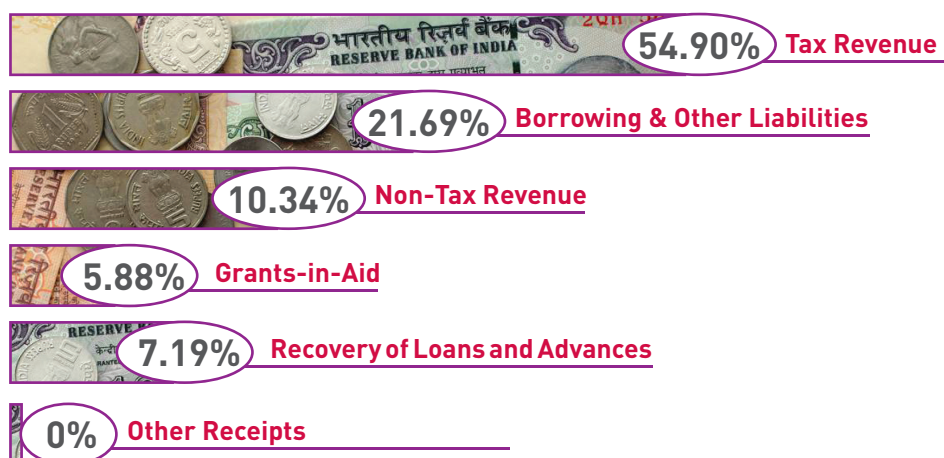 भारतीय रिज़र्व बैंक
RESERVE BANK OF INDIA
54.90% Tax Revenue
21.69% Borrowing & Other Liabilities
10.34% Non-Tax Revenue
5.88% Grants-in-Aid
RESERVE
7.19% Recovery of Loans and Advances
0% Other Receipts